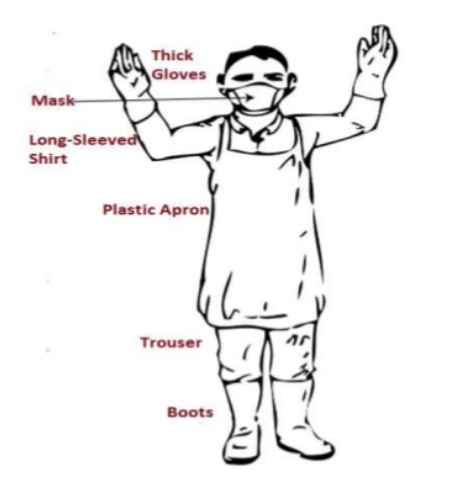 Thick
Gloves
Mask
Long-Sleeved
Shirt
Plastic Apron
Trouser
Boots